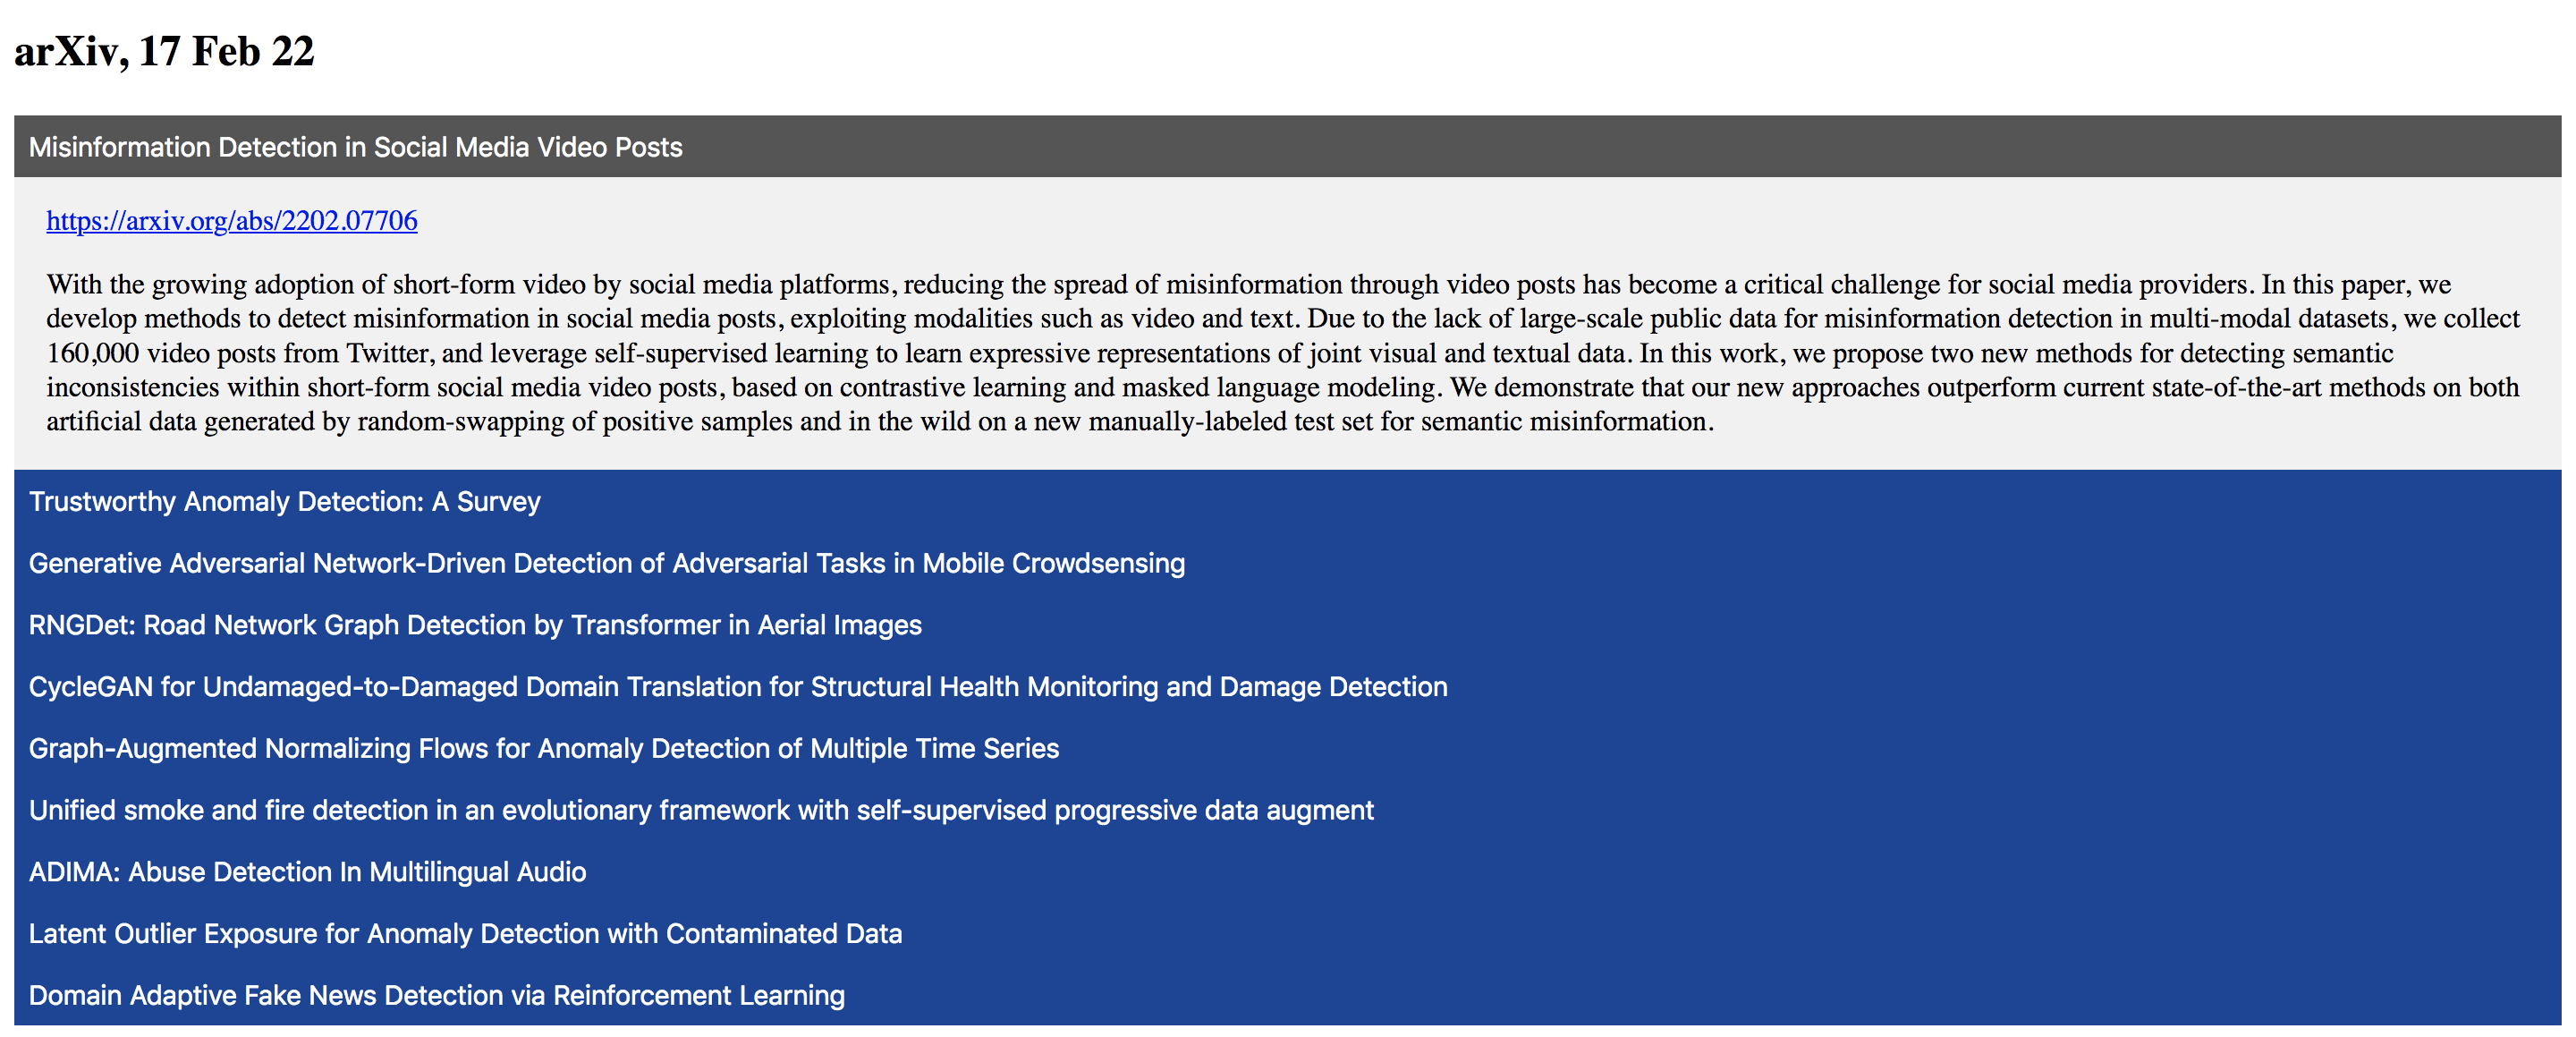 arXiv, 17 Feb 22
Misinformation Detection in Social Media Video Posts
https://arxiv.org/abs/2202.07706
With the growing adoption of short-form video by social media platforms, reducing the spread of misinformation through video posts has become a critical challenge for social media providers. In this paper, we
develop methods to detect misinformation in social media posts, exploiting modalities such as video and text. Due to the lack of large-scale public data for misinformation detection in multi-modal datasets, we collect
160,000 video posts from Twitter, and leverage self-supervised learning to learn expressive representations of joint visual and textual data. In this work, we propose two new methods for detecting semantic
inconsistencies within short-form social media video posts, based on contrastive learning and masked language modeling. We demonstrate that our new approaches outperform current state-of-the-art methods on both
artificial data generated by random-swapping of positive samples and in the wild on a new manually-labeled test set for semantic misinformation.
Trustworthy Anomaly Detection: A Survey
Generative Adversarial Network-Driven Detection of Adversarial Tasks in Mobile Crowdsensing
RNGDet: Road Network Graph Detection by Transformer in Aerial Images
CycleGAN for Undamaged-to-Damaged Domain Translation for Structural Health Monitoring and Damage Detection
Graph-Augmented Normalizing Flows for Anomaly Detection of Multiple Time Series
Unified smoke and fire detection in an evolutionary framework with self-supervised progressive data augment
ADIMA: Abuse Detection In Multilingual Audio
Latent Outlier Exposure for Anomaly Detection with Contaminated Data
Domain Adaptive Fake News Detection via Reinforcement Learning